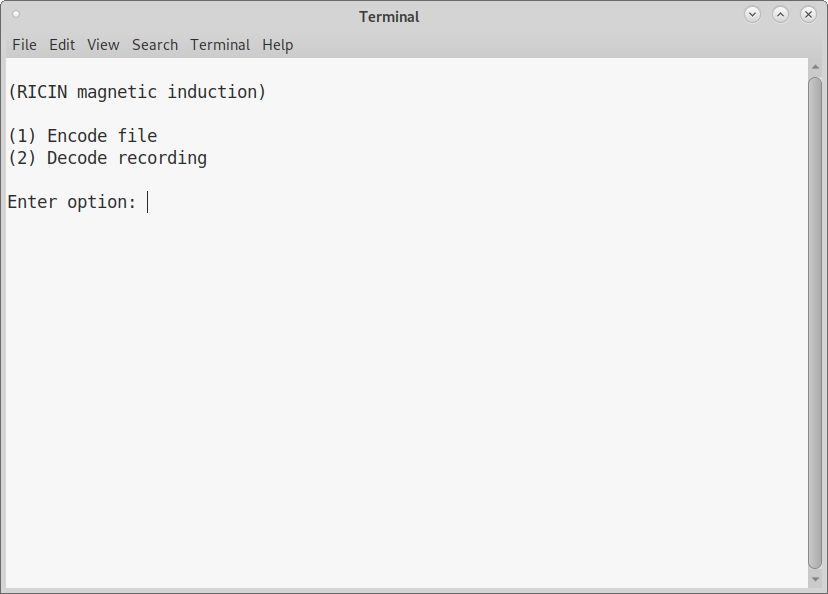 Terminal
File Edit View Search Terminal Help
(RICIN magnetic induction)
(1) Encode file
(2) Decode recording
Enter option: